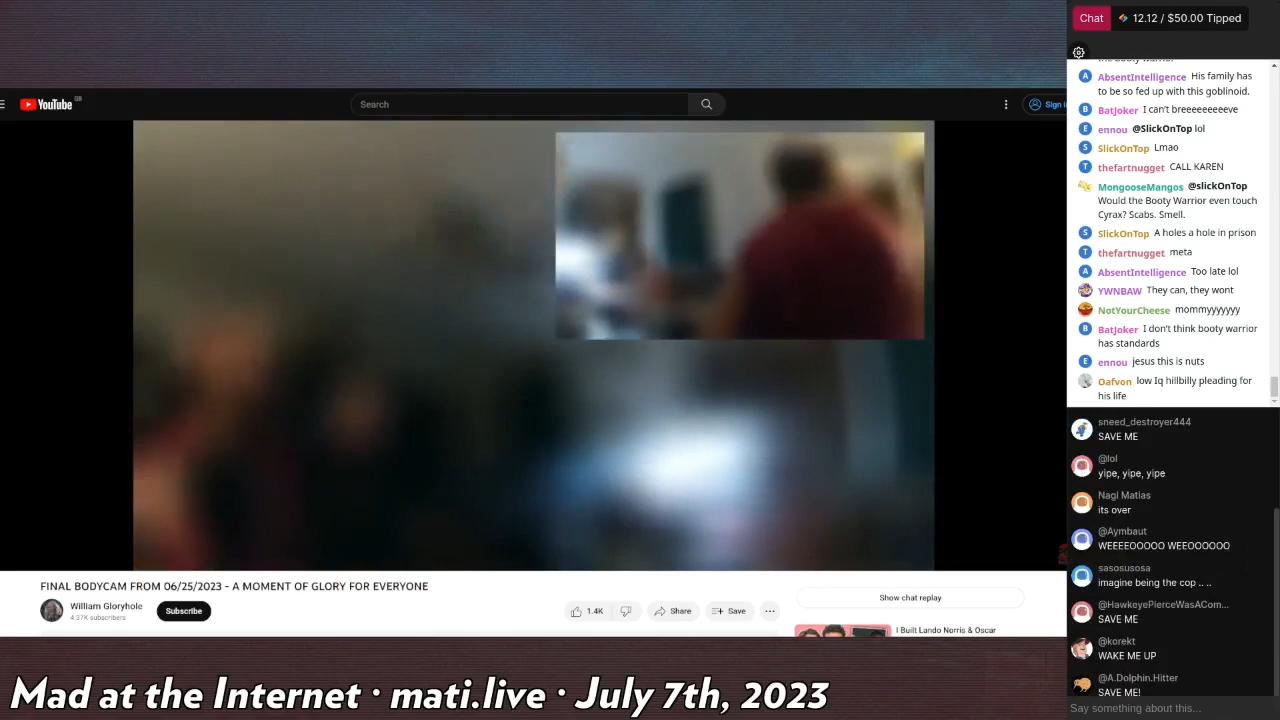 Chat
12.12 / $50.00 Tipped
AbsentIntelligence His family has
to be so fed up with this goblinoid.
BatJoker I can't breeeeeeeeve
ennou @SlickOnTop lol
SlickOnTop Lmao
thefartnugget CALL KAREN
MongooseMangos @slickOnTop
Would the Booty Warrior even touch
Cyrax? Scabs. Smell.
SlickOnTop A holes a hole in prison
thefartnugget meta
AbsentIntelligence Too late lol
YWNBAW They can, they wont
NotYourCheese mommyyyyyyy
BatJoker I don't think booty warrior
has standards
ennou jesus this is nuts
Oafvon low Iq hillbilly pleading for
his life
sneed_destroyer444
SAVE ME
@lol
yipe, yipe, yipe
Nagl Matias
its over
@Aymbaut
WEEEEOOOOO WEEOOOOOO
sasosusosa
imagine being the cop .. ..
@HawkeyePierceWasACom...
SAVE ME
@korekt
WAKE ME UP
@A.Dolphin.Hitter
SAVE ME!
Say something about this...
YouTube GB
Search
Sign i
FINAL BODYCAM FROM 06/25/2023 - A MOMENT OF GLORY FOR EVERYONE
William Gloryhole
4.37K subscribers
Subscribe
1.4K
Share
Save
Show chat replay
I Built Lando Norris & Oscar
Mad at the Internet · mati.live · July 7th, 2023